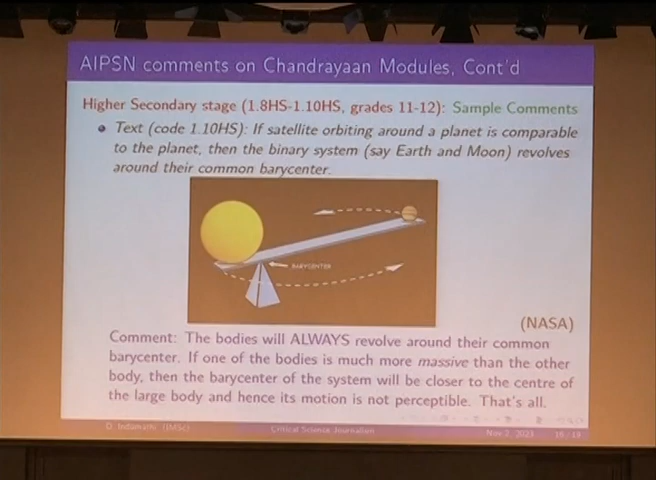 AIPSN comments on Chandrayaan Modules, Cont'd
Higher Secondary stage (1.8HS-1.10HS, grades 11-12): Sample Comments
• Text (code 1.10HS): If satellite orbiting around a planet is comparable
to the planet, then the binary system (say Earth and Moon) revolves
around their common barycenter.
BARYCENTER
(NASA)
Comment: The bodies will ALWAYS revolve around their common
barycenter. If one of the bodies is much more massive than the other
body, then the barycenter of the system will be closer to the centre of
the large body and hence its motion is not perceptible. That's all.
D. Indumathi (IMSc)
Critical Science Journalism
Nov 2, 2023